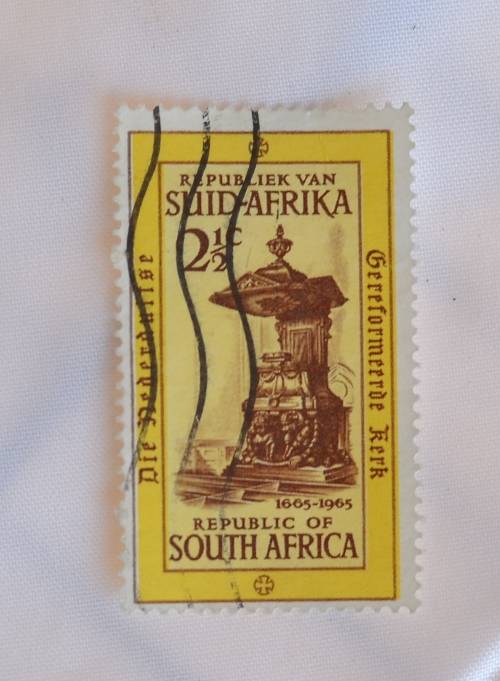 REPUBLIEK VAN
SUID-AFRIKA
2½c
Die Nederduitse
Gereformeerde Kerk
1665-1965
REPUBLIC OF
SOUTH AFRICA